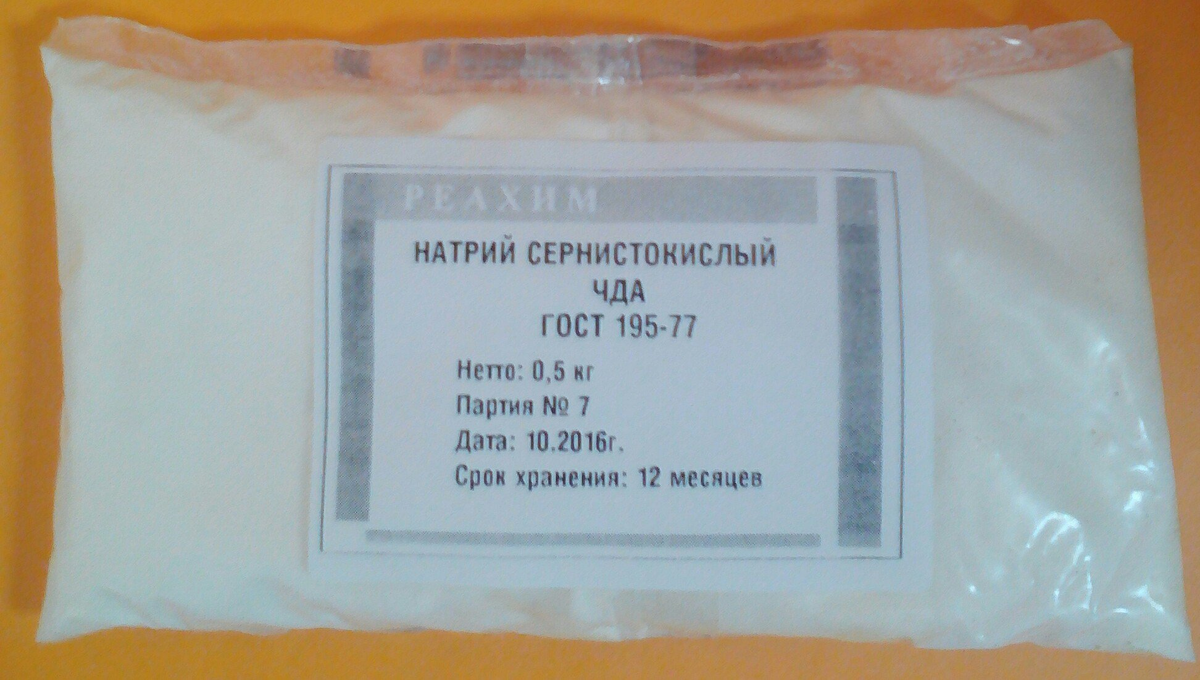 РЕАХИМ
НАТРИЙ СЕРНИСТОКИСЛЫЙ
ЧДА
ГОСТ 195-77
Нетто: 0,5 кг
Партия № 7
Дата: 10.2016г.
Срок хранения: 12 месяцев